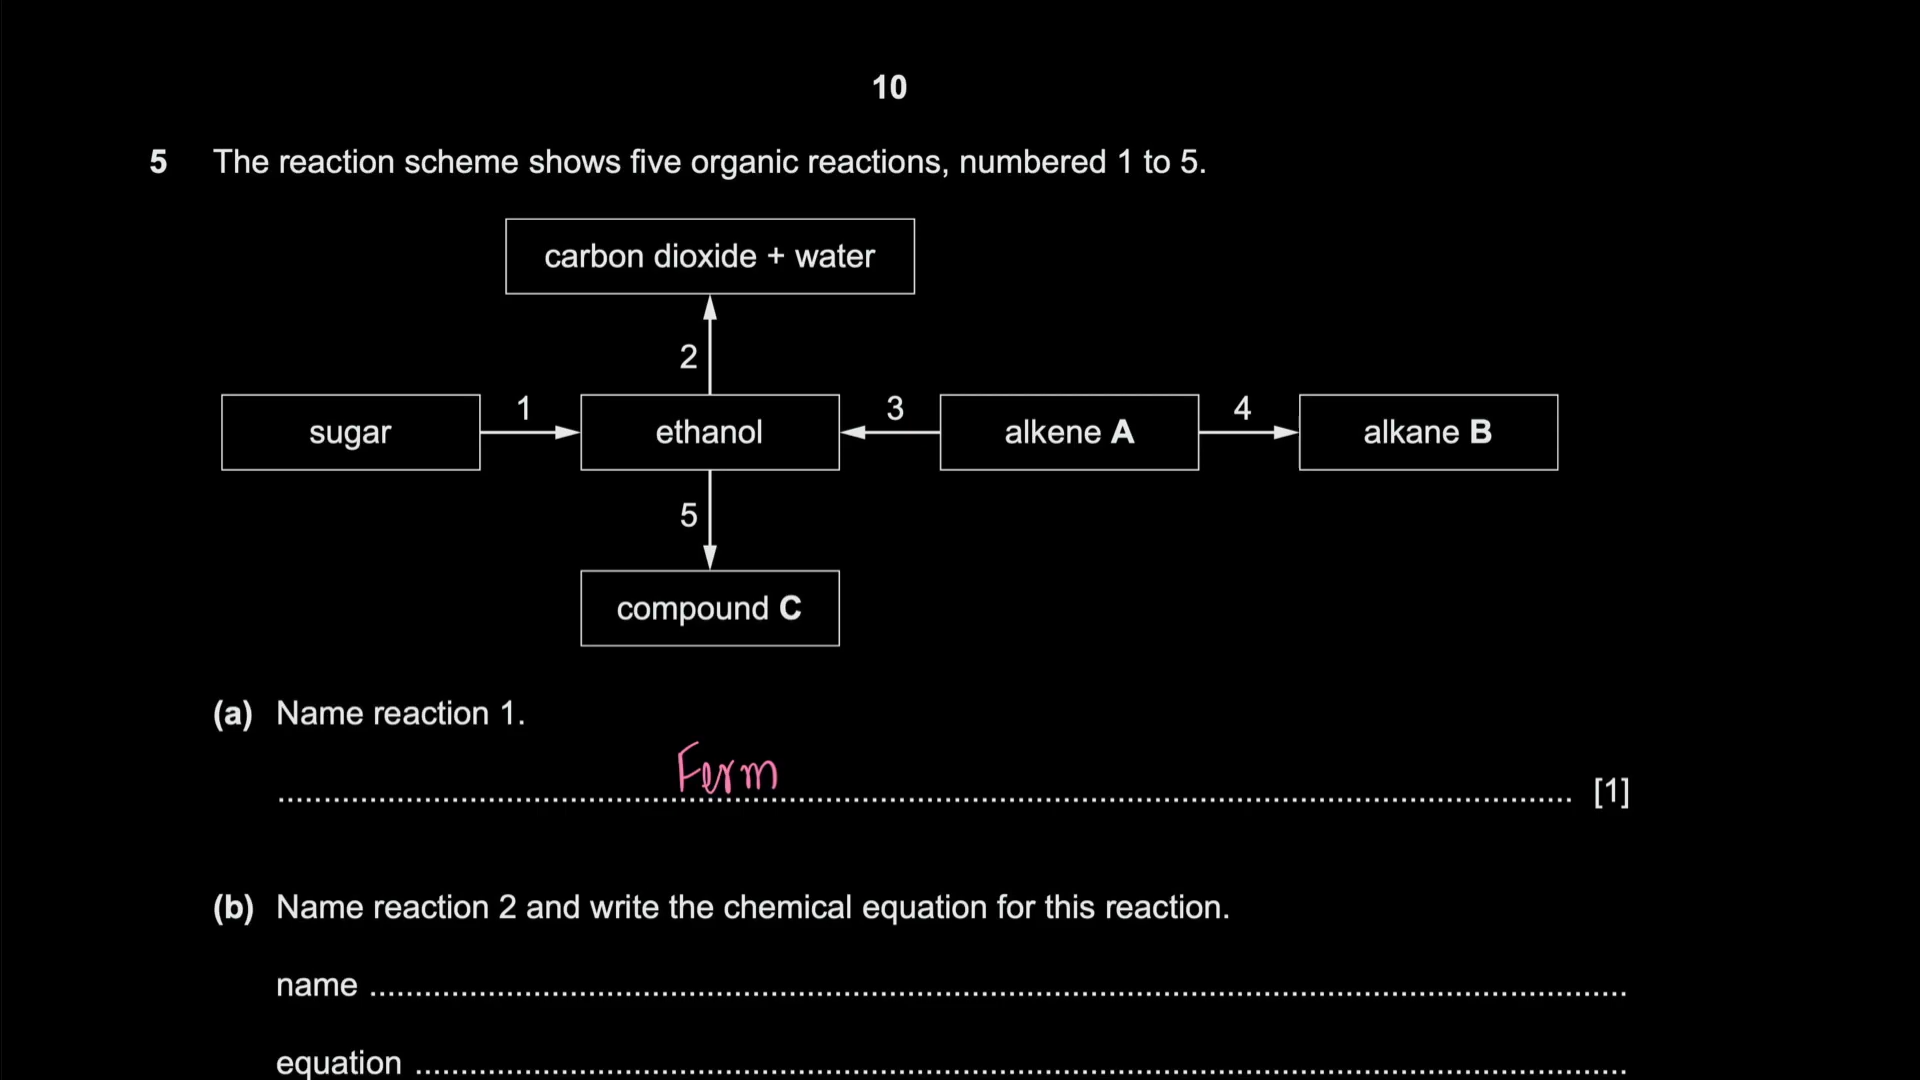 10
5 The reaction scheme shows five organic reactions, numbered 1 to 5.
carbon dioxide + water
2
sugar 1 ethanol 3 alkene A 4 alkane B
5
compound C
(a) Name reaction 1.
Ferm
.......... [1]
(b) Name reaction 2 and write the chemical equation for this reaction.
name ..........
equation ..........